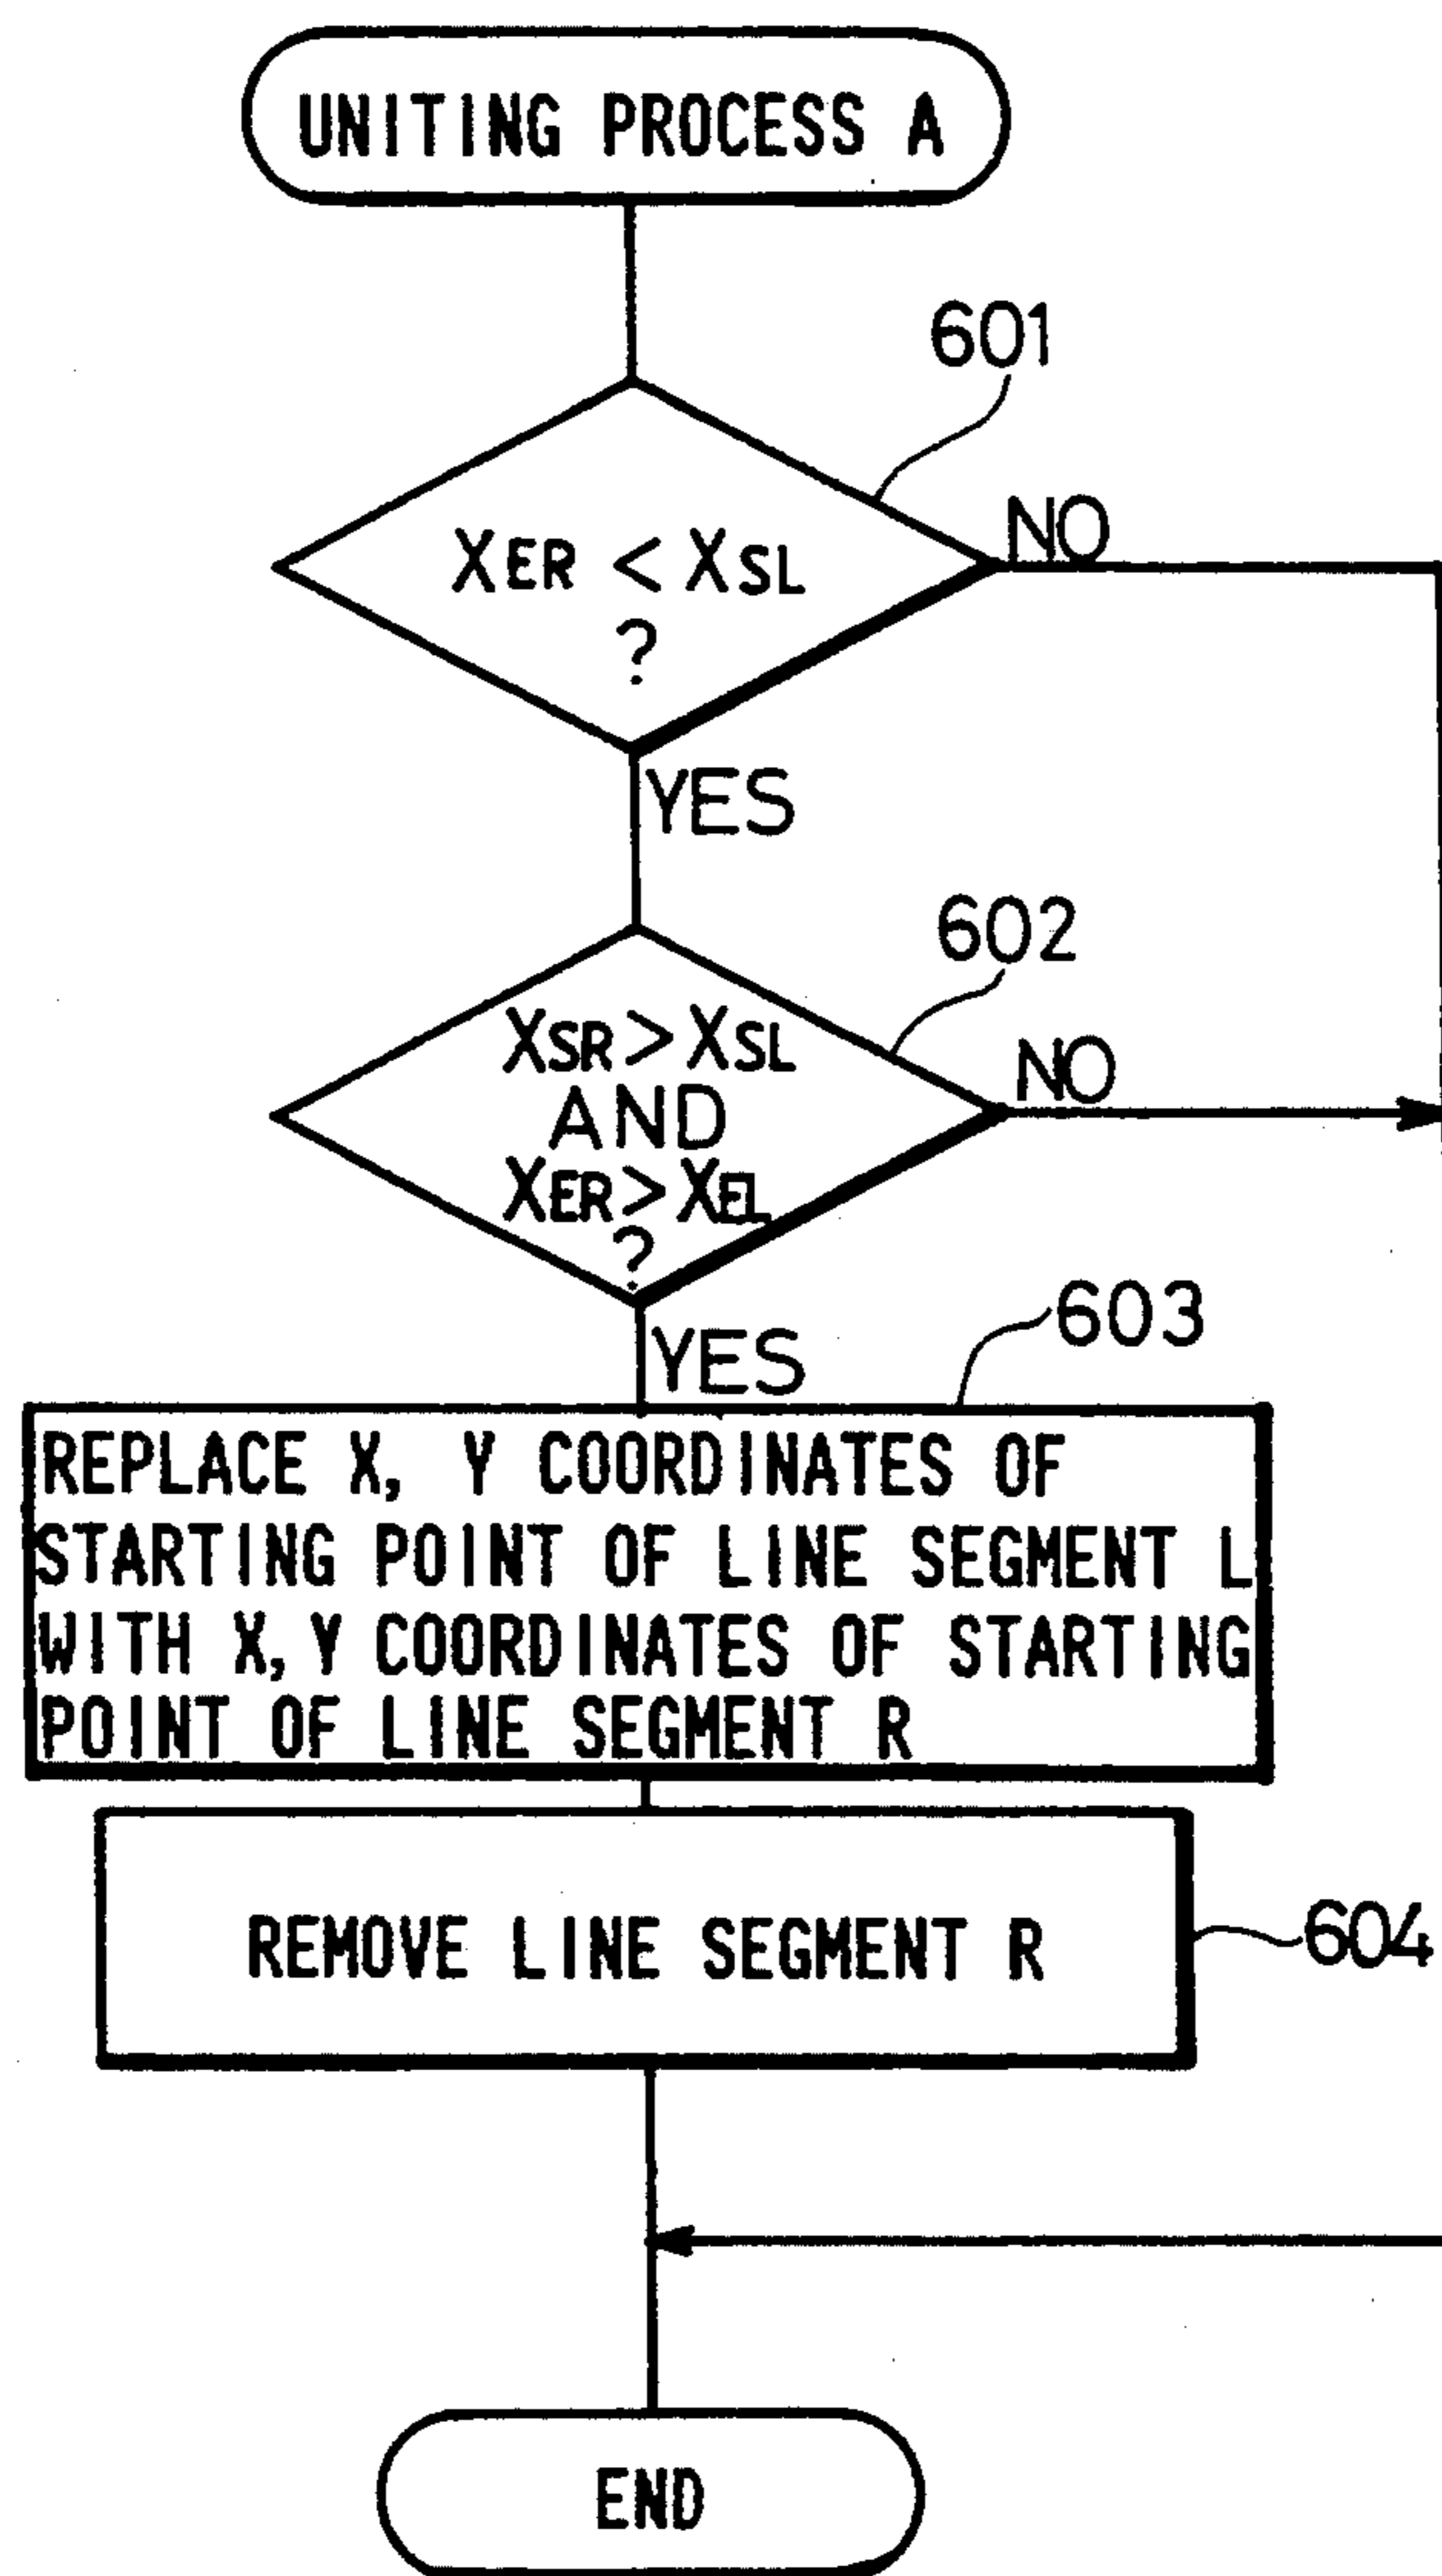 UNITING PROCESS A
601
XER < XSL
?
NO
YES
602
XSR > XSL
AND
XER > XEL
?
NO
YES
603
REPLACE X, Y COORDINATES OF
STARTING POINT OF LINE SEGMENT L
WITH X, Y COORDINATES OF STARTING
POINT OF LINE SEGMENT R
REMOVE LINE SEGMENT R
604
END